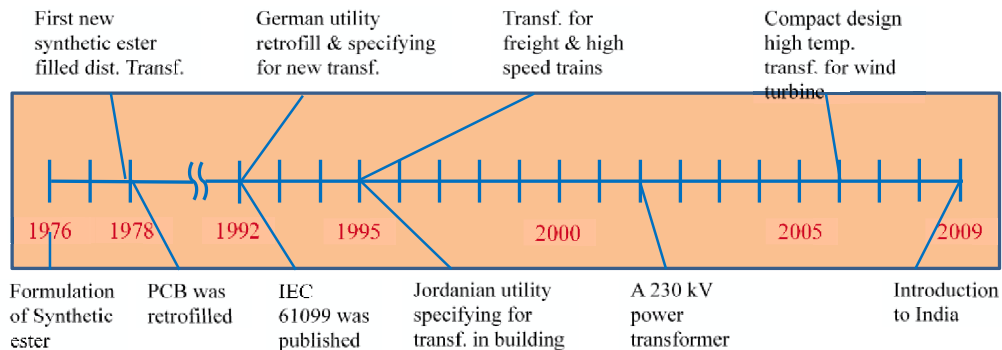 First new
synthetic ester
filled dist. Transf.
German utility
retrofill & specifying
for new transf.
Transf. for
freight & high
speed trains
Compact design
high temp.
transf. for wind
turbine
1976
1978
1992
1995
2000
2005
2009
Formulation
of Synthetic
ester
PCB was
retrofilled
IEC
61099 was
published
Jordanian utility
specifying for
transf. in building
A 230 kV
power
transformer
Introduction
to India